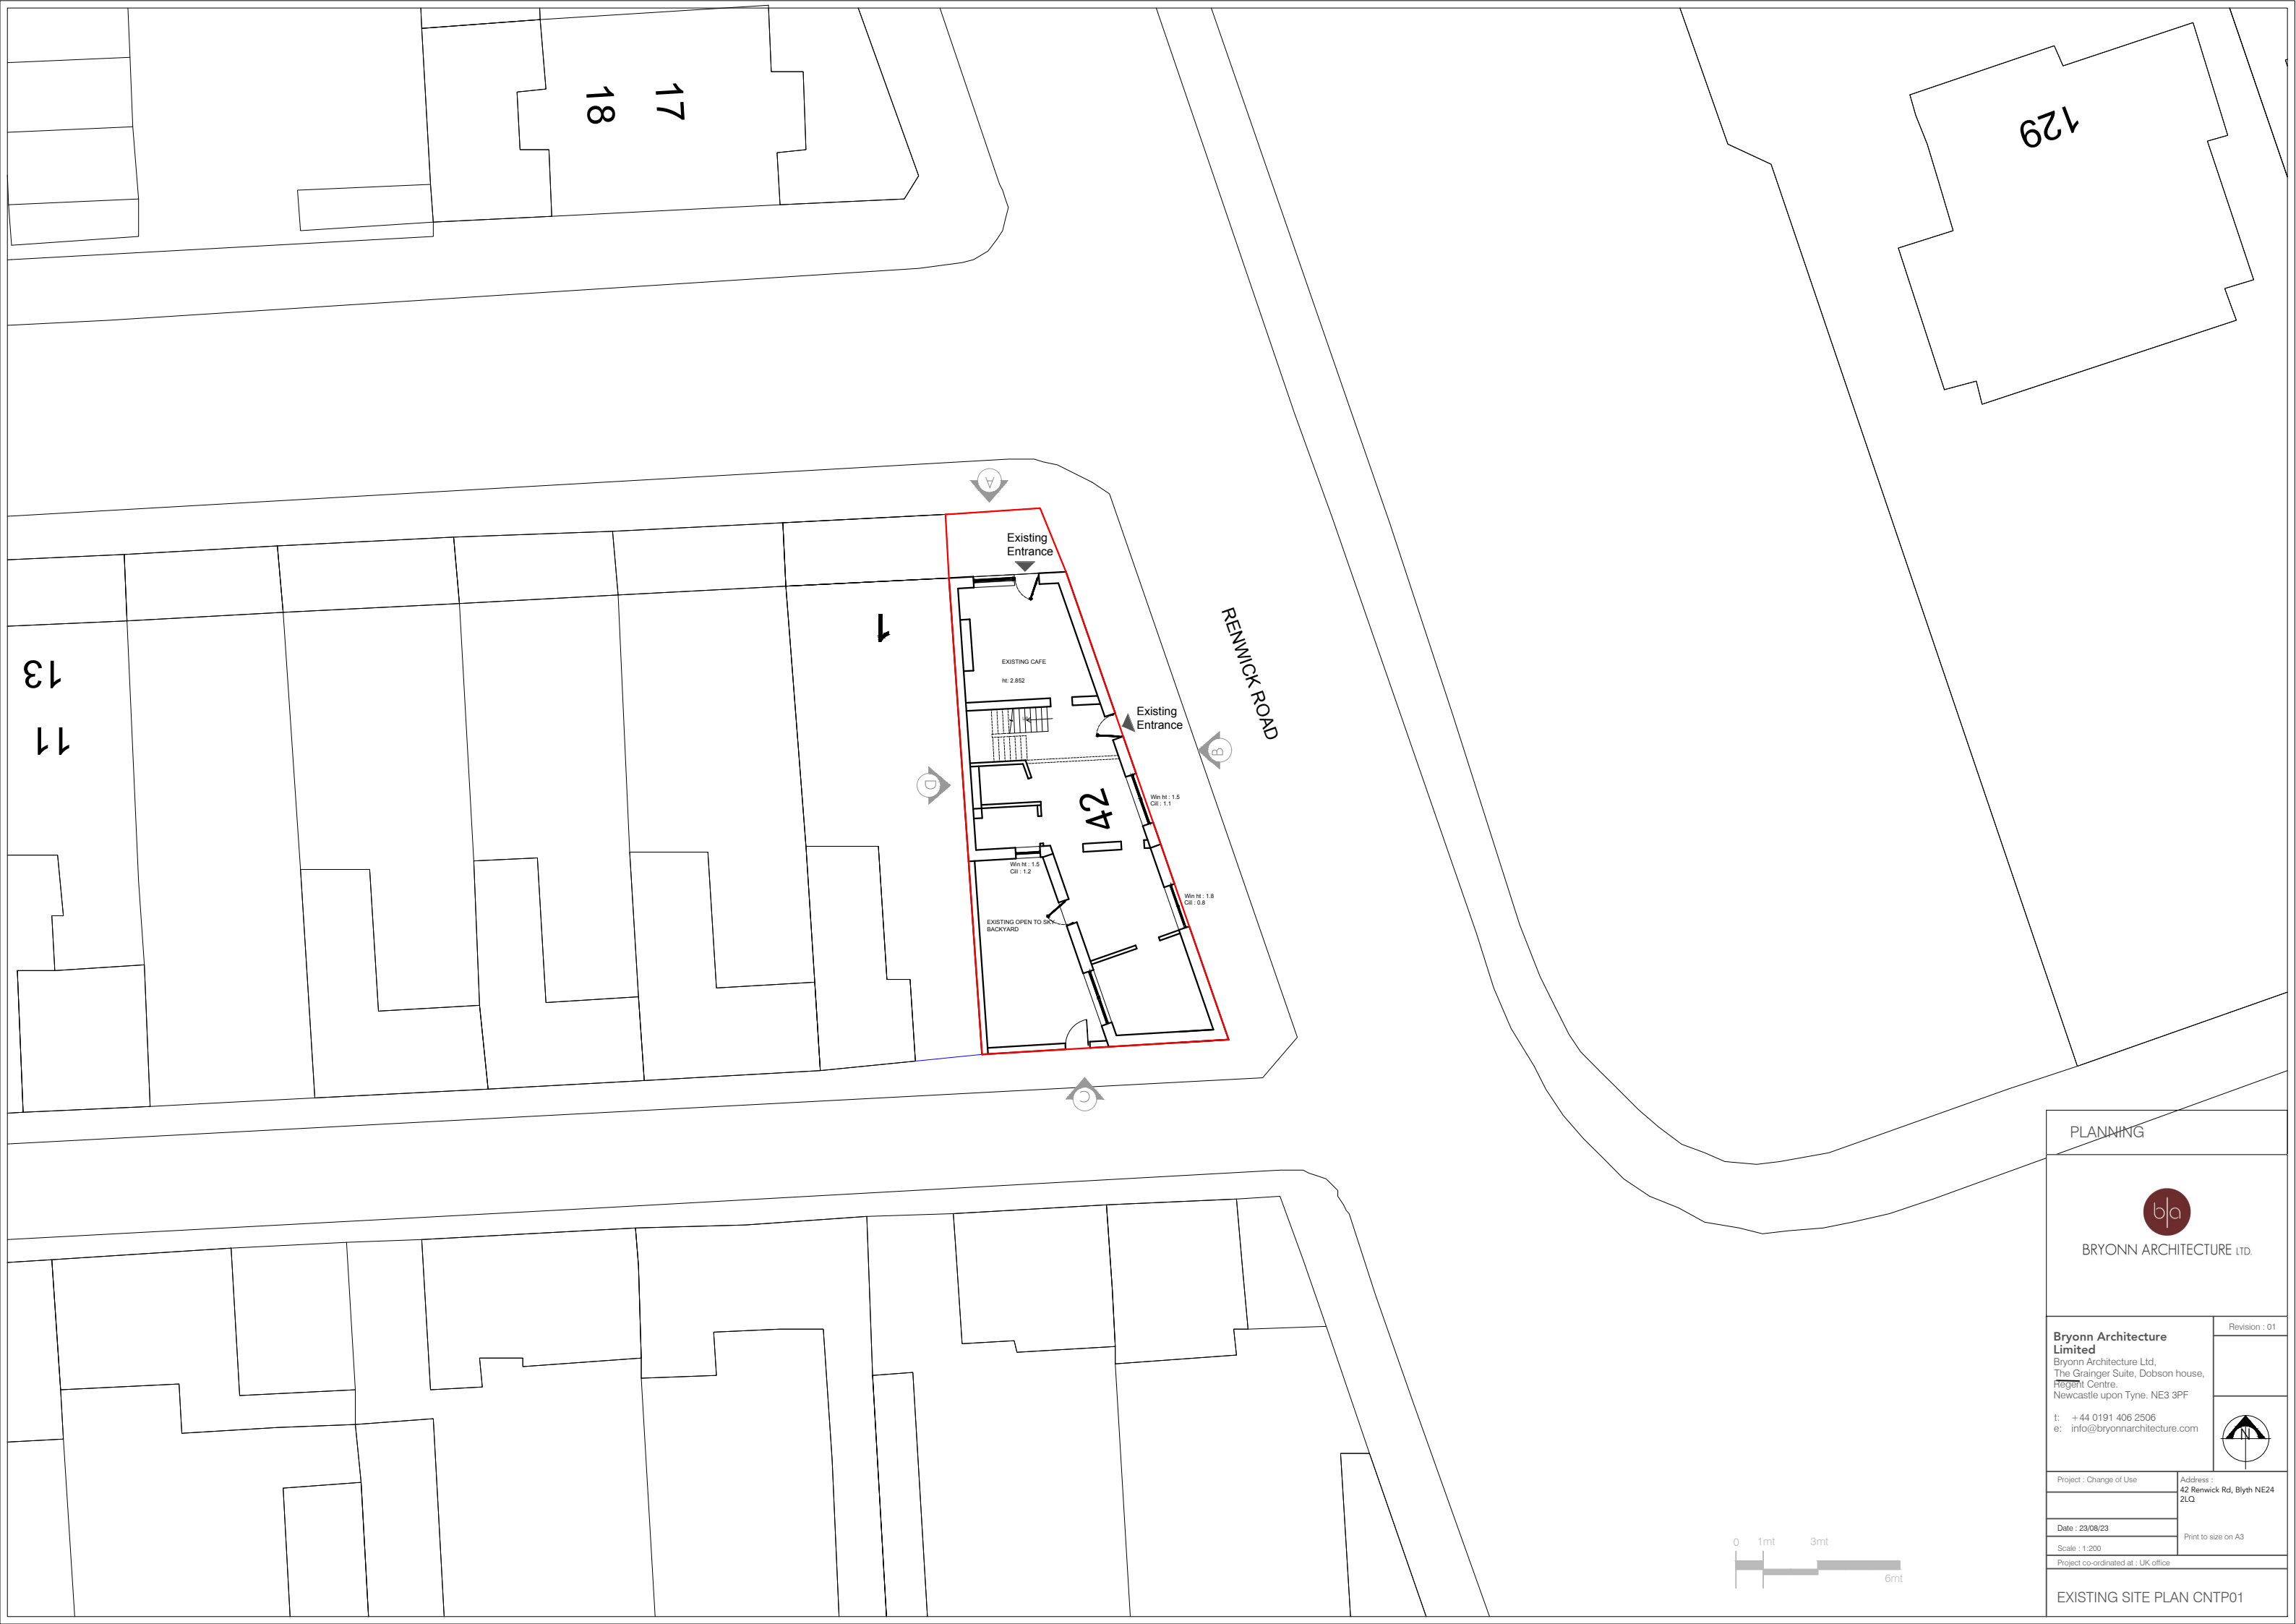 18
17
129
A
Existing
Entrance
1
13
11
EXISTING CAFE
ht: 2.852
RENWICK ROAD
Existing
Entrance
B
D
42
Win ht : 1.5
Cill : 1.1
Win ht : 1.5
Cill : 1.2
Win ht : 1.8
Cill : 0.8
EXISTING OPEN TO SKY
BACKYARD
C
PLANNING
b|a
BRYONN ARCHITECTURE LTD.
Bryonn Architecture
Limited
Bryonn Architecture Ltd,
The Grainger Suite, Dobson house,
Regent Centre.
Newcastle upon Tyne. NE3 3PF
t: +44 0191 406 2506
e: info@bryonnarchitecture.com
Revision : 01
N
Project : Change of Use
Address :
42 Renwick Rd, Blyth NE24
2LQ
Date : 23/08/23
Print to size on A3
Scale : 1:200
Project co-ordinated at : UK office
EXISTING SITE PLAN CNTP01
0 1mt 3mt
6mt